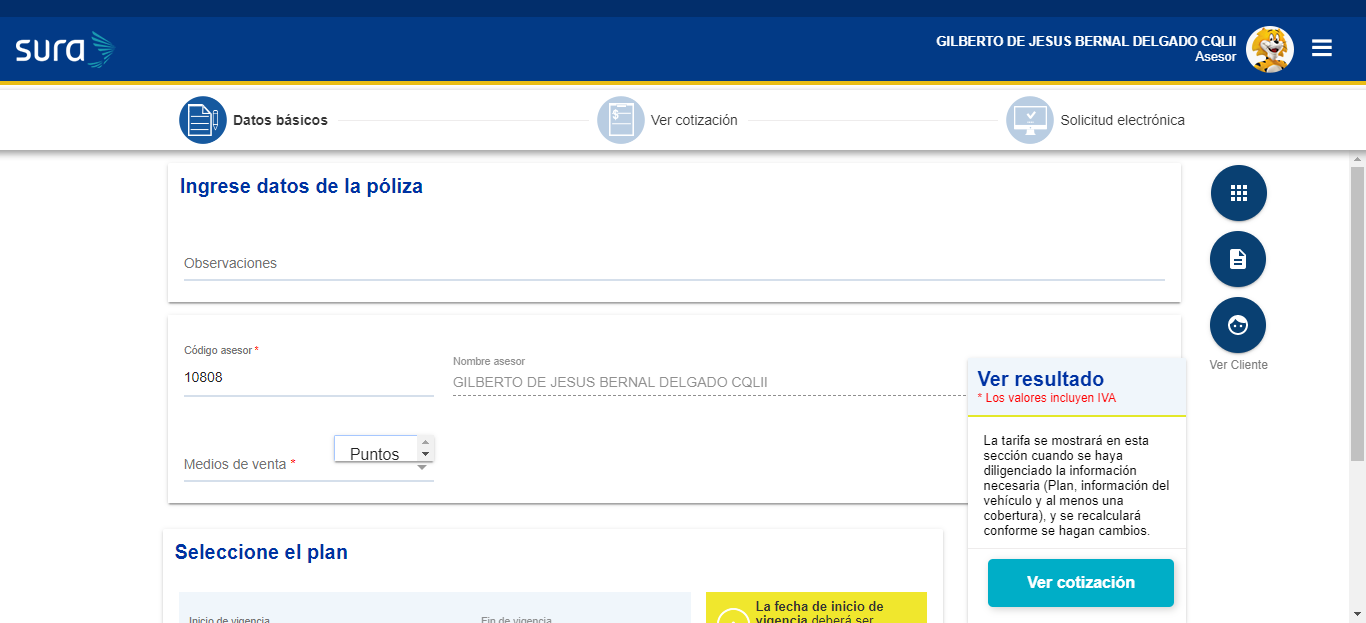 sura
GILBERTO DE JESUS BERNAL DELGADO CQLII
Asesor
Datos básicos
Ver cotización
Solicitud electrónica
Ingrese datos de la póliza
Observaciones
Ver Cliente
Código asesor *
10808
Nombre asesor
GILBERTO DE JESUS BERNAL DELGADO CQLII
Medios de venta *
Puntos
Ver resultado
* Los valores incluyen IVA
La tarifa se mostrará en esta
sección cuando se haya
diligenciado la información
necesaria (Plan, información del
vehículo y al menos una
cobertura), y se recalculará
conforme se hagan cambios.
Ver cotización
Seleccione el plan
Inicio de vigencia
Fin de vigencia
La fecha de inicio de
vigencia deberá ser